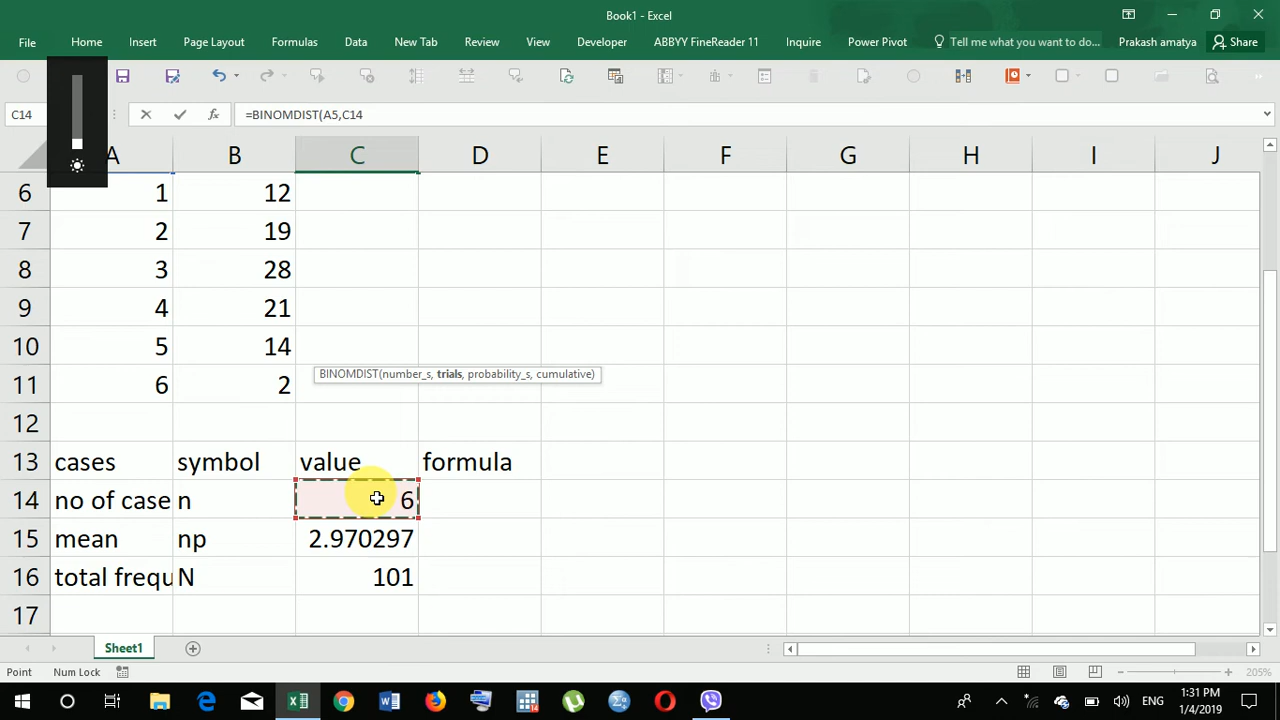 Book1 - Excel
File Home Insert Page Layout Formulas Data New Tab Review View Developer ABBYY FineReader 11 Inquire Power Pivot Tell me what you want to do... Prakash amatya Share
C14 fx =BINOMDIST(A5,C14
A B C D E F G H I J
6 1 12
7 2 19
8 3 28
9 4 21
10 5 14
BINOMDIST(number_s, trials, probability_s, cumulative)
11 6 2
12
13 cases symbol value formula
14 no of case n 6
15 mean np 2.970297
16 total frequ N 101
17
Sheet1
Point Num Lock 205%
ENG 1:31 PM
1/4/2019